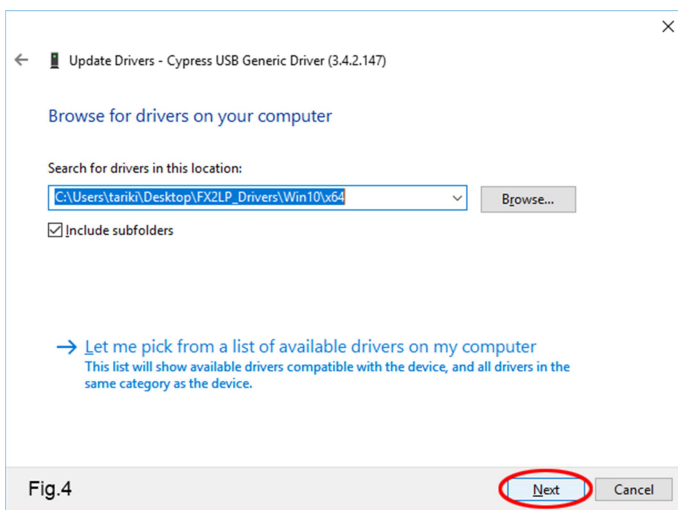 Update Drivers - Cypress USB Generic Driver (3.4.2.147)
Browse for drivers on your computer
Search for drivers in this location:
C:\Users\tariki\Desktop\FX2LP_Drivers\Win10\x64
Browse...
Include subfolders
Let me pick from a list of available drivers on my computer
This list will show available drivers compatible with the device, and all drivers in the
same category as the device.
Fig.4
Next
Cancel